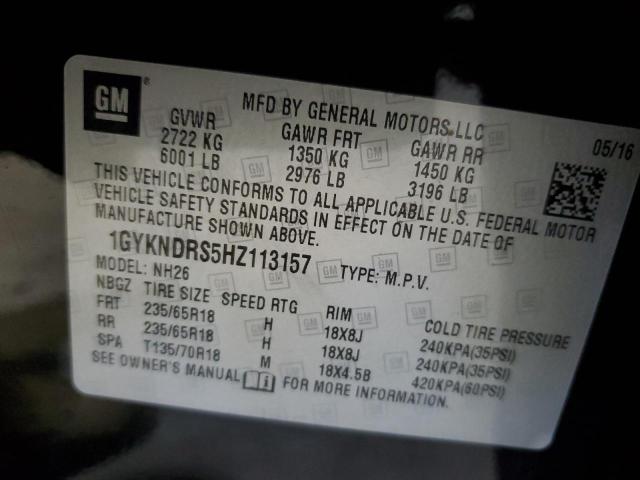 GM
MFD BY GENERAL MOTORS LLC
05/16
GVWR GAWR FRT GAWR RR
2722 KG 1350 KG 1450 KG
6001 LB 2976 LB 3196 LB
THIS VEHICLE CONFORMS TO ALL APPLICABLE U.S. FEDERAL MOTOR
VEHICLE SAFETY STANDARDS IN EFFECT ON THE DATE OF
MANUFACTURE SHOWN ABOVE.
1GYKNDRS5HZ113157 TYPE: M.P.V.
MODEL: NH26
NBGZ TIRE SIZE SPEED RTG RIM COLD TIRE PRESSURE
FRT 235/65R18 H 18X8J 240KPA(35PSI)
RR 235/65R18 H 18X8J 240KPA(35PSI)
SPA T135/70R18 M 18X4.5B 420KPA(60PSI)
SEE OWNER'S MANUAL FOR MORE INFORMATION.